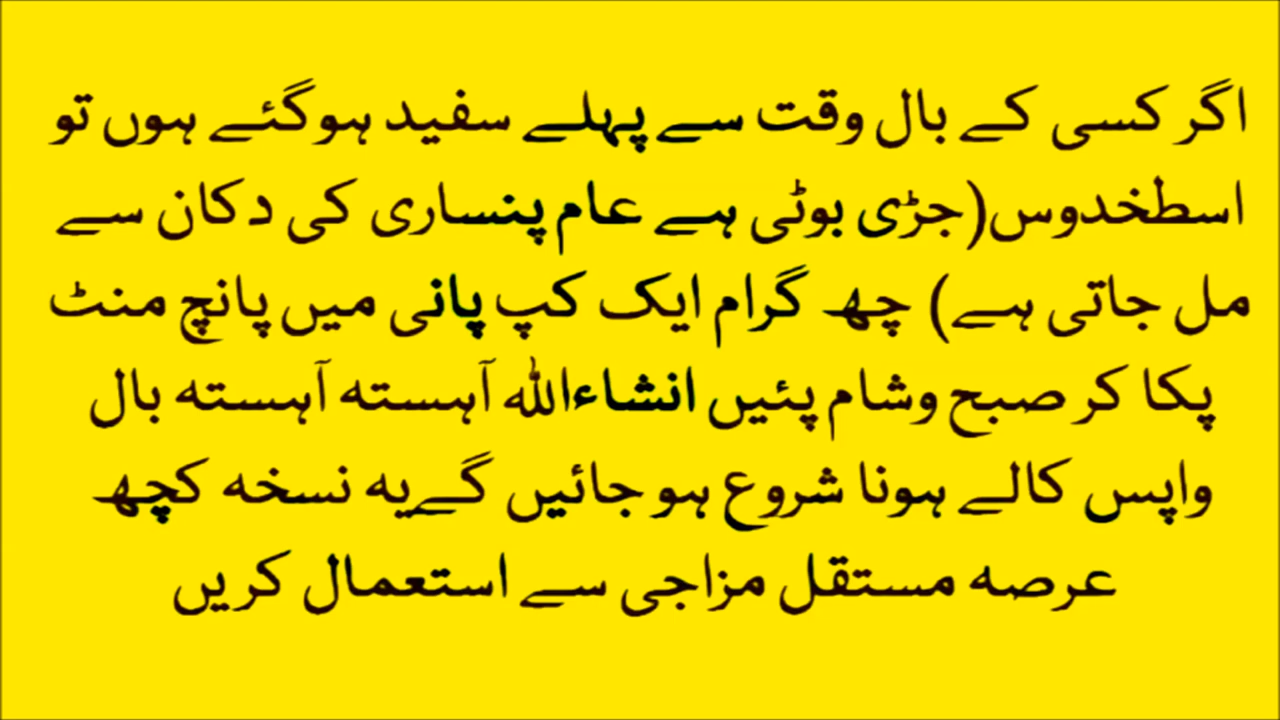 اگر کسی کے بال وقت سے پہلے سفید ہوگئے ہوں تو
اسطخدوس(جڑی بوٹی ہے عام پنساری کی دکان سے
مل جاتی ہے) چھ گرام ایک کپ پانی میں پانچ منٹ
پکا کر صبح وشام پئیں انشاءاللہ آہستہ آہستہ بال
واپس کالے ہونا شروع ہو جائیں گےیہ نسخہ کچھ
عرصہ مستقل مزاجی سے استعمال کریں